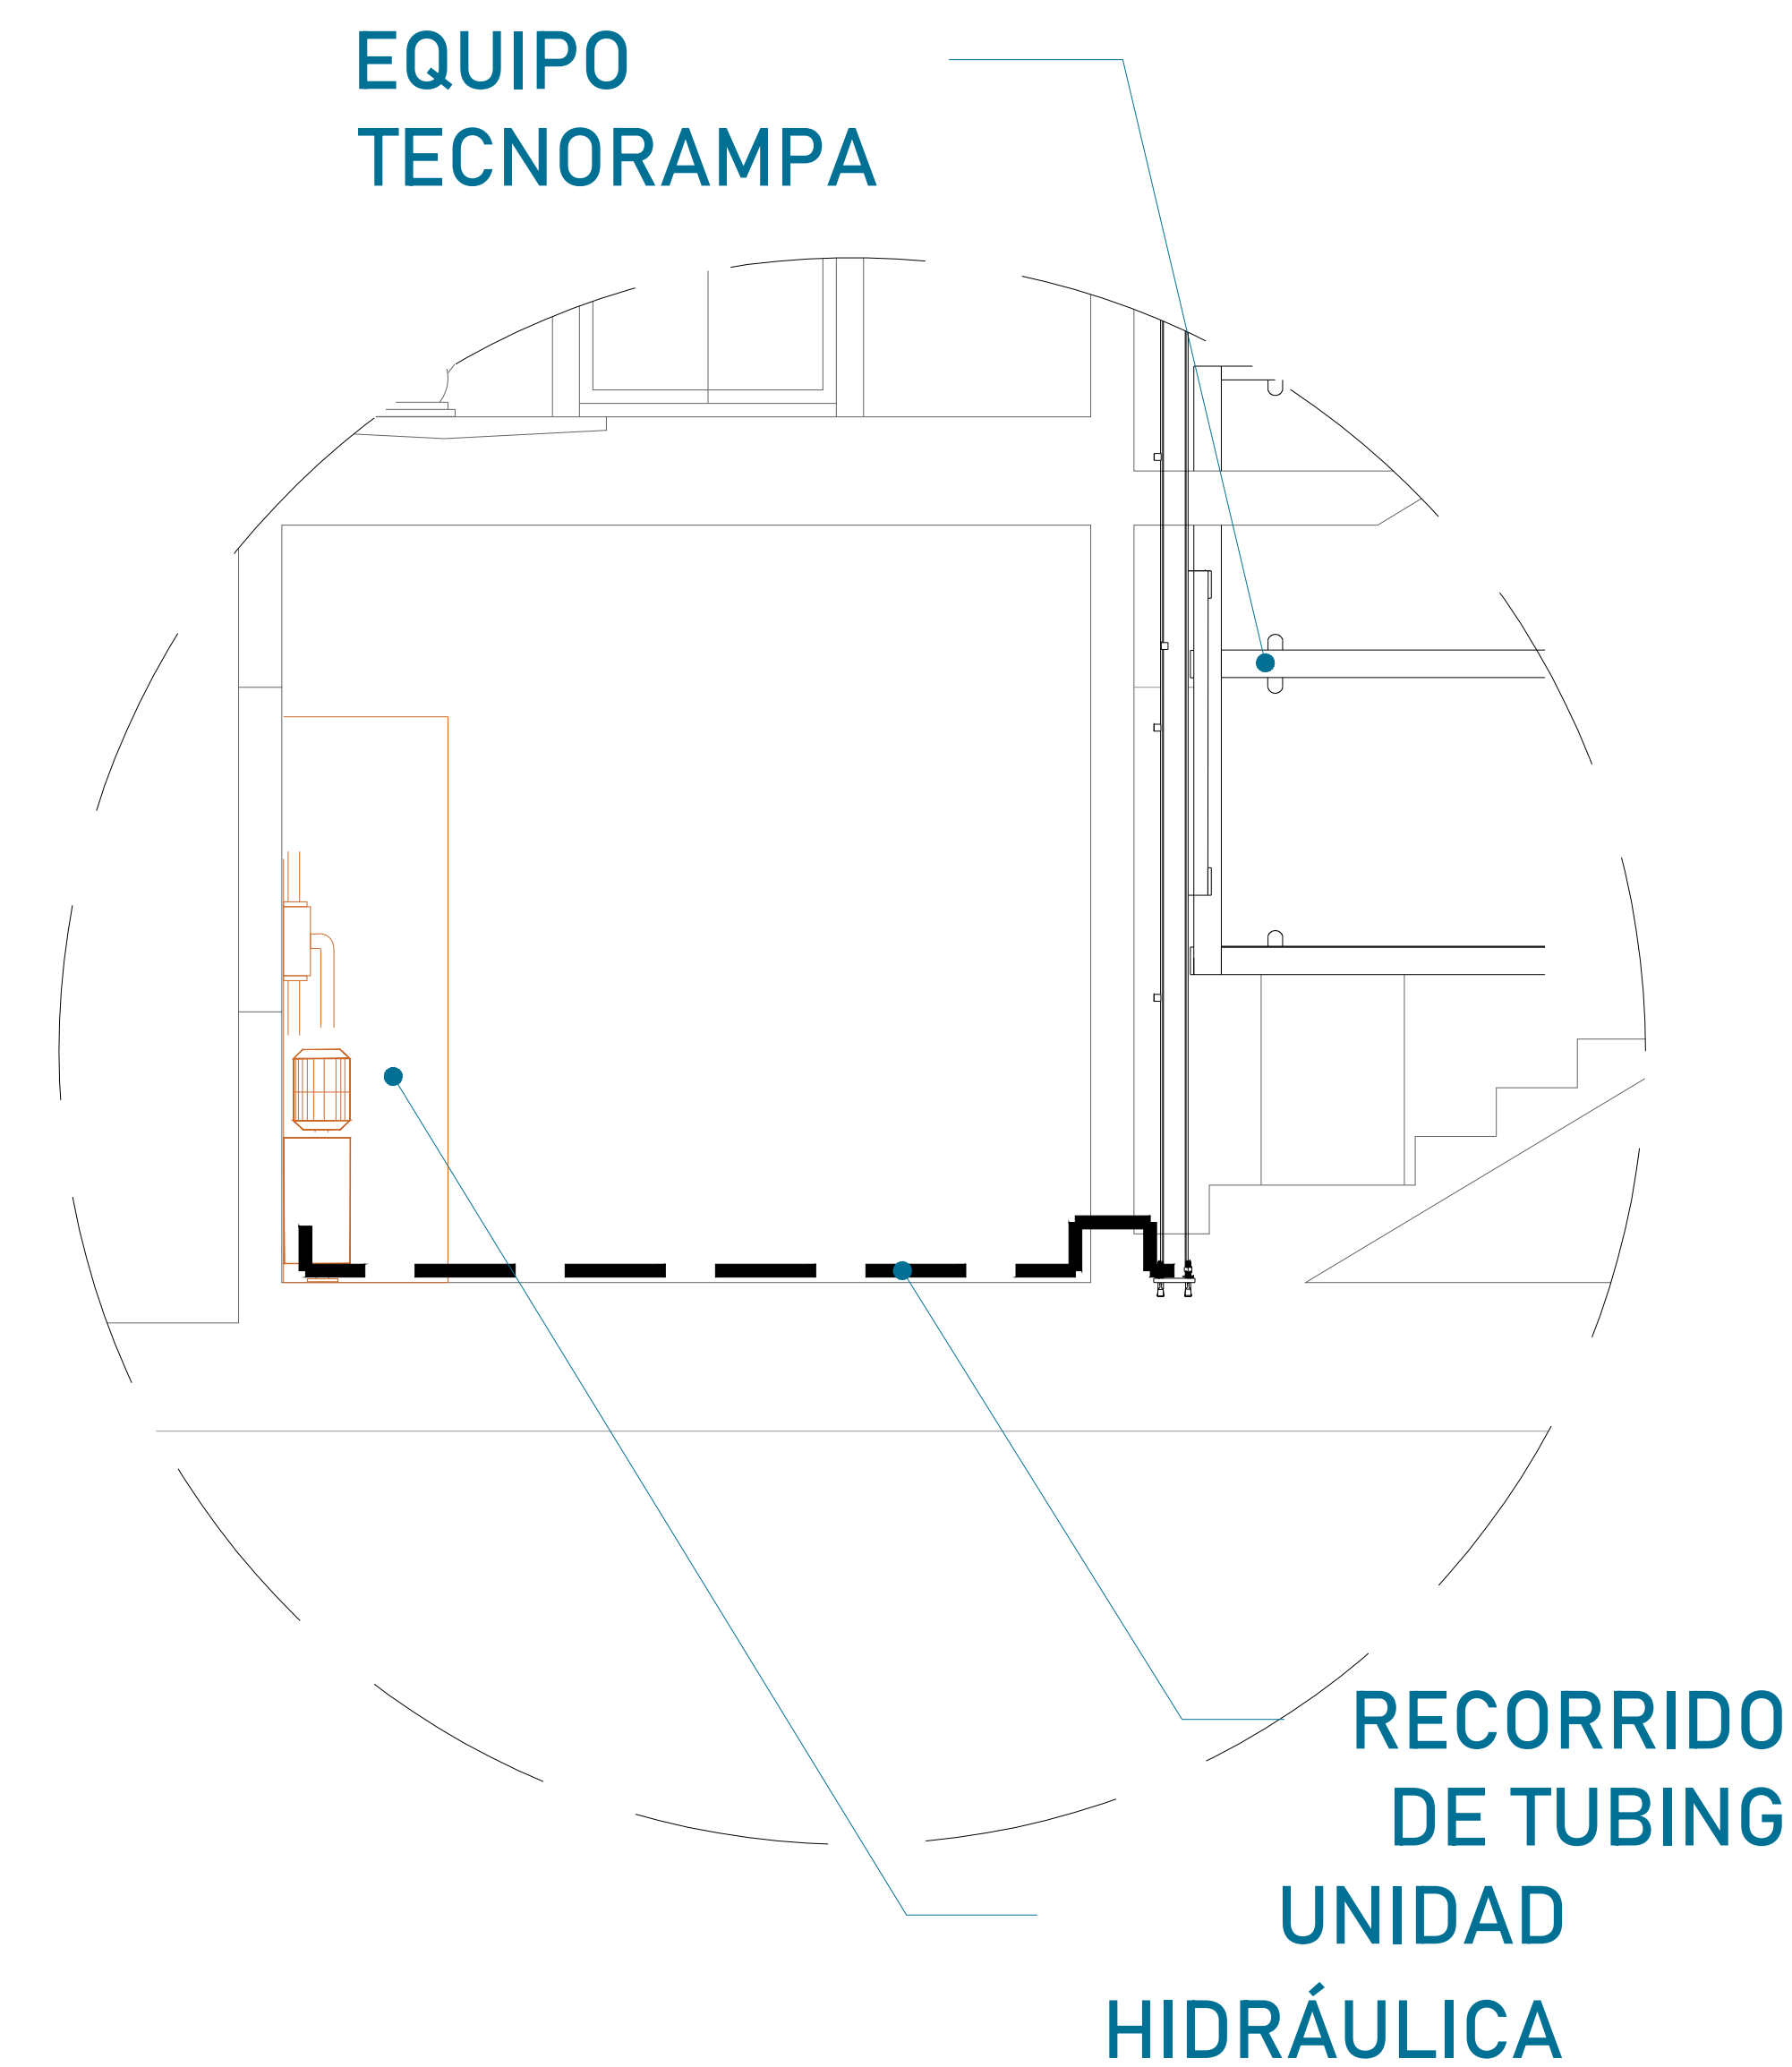 EQUIPO
TECNORAMPA
RECORRIDO
DE TUBING
UNIDAD
HIDRÁULICA